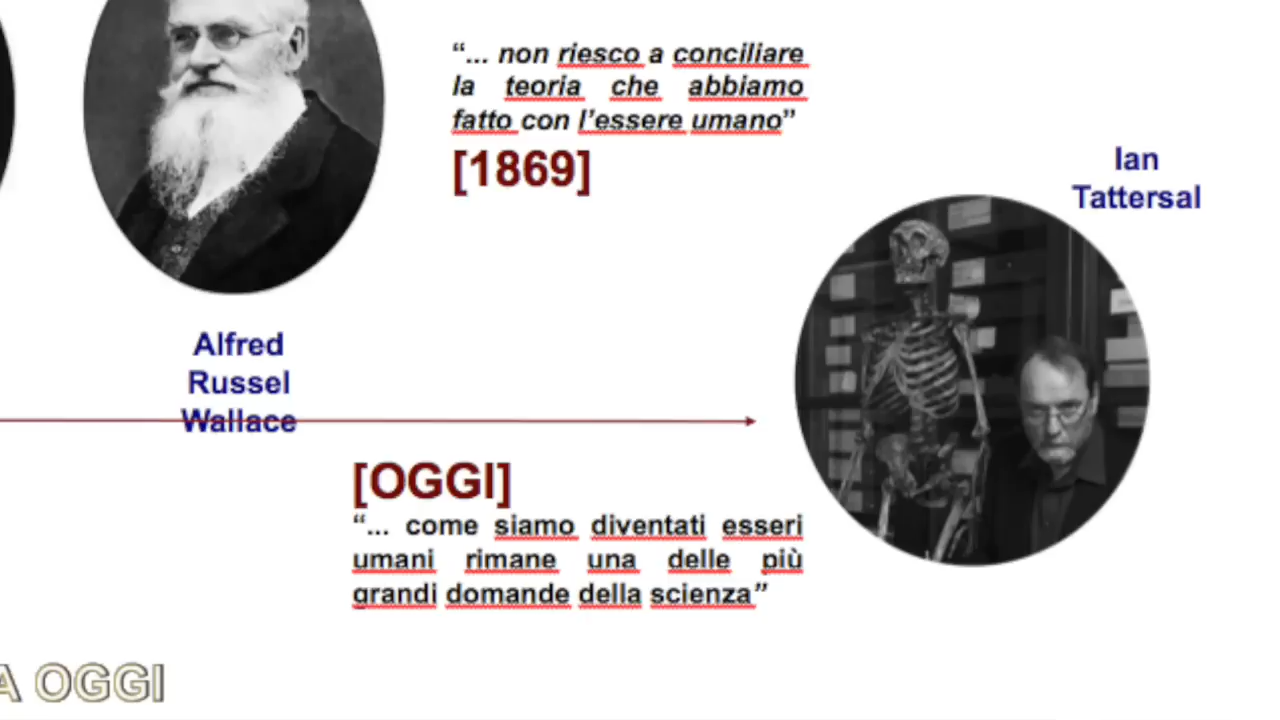 “... non riesco a conciliare
la teoria che abbiamo
fatto con l’essere umano”
[1869]
Ian
Tattersal
Alfred
Russel
Wallace
[OGGI]
“... come siamo diventati esseri
umani rimane una delle più
grandi domande della scienza”
A OGGI